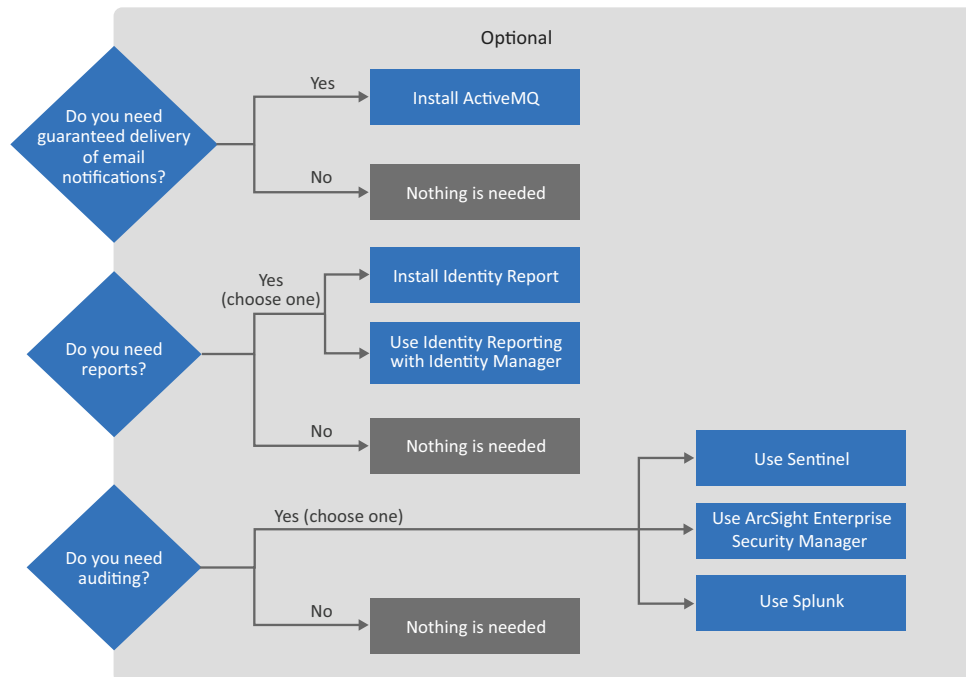 Optional
Do you need
guaranteed delivery
of email
notifications?
Yes
Install ActiveMQ
No
Nothing is needed
Do you need
reports?
Yes
(choose one)
Install Identity Report
Use Identity Reporting
with Identity Manager
No
Nothing is needed
Do you need
auditing?
Yes (choose one)
Use Sentinel
Use ArcSight Enterprise
Security Manager
Use Splunk
No
Nothing is needed